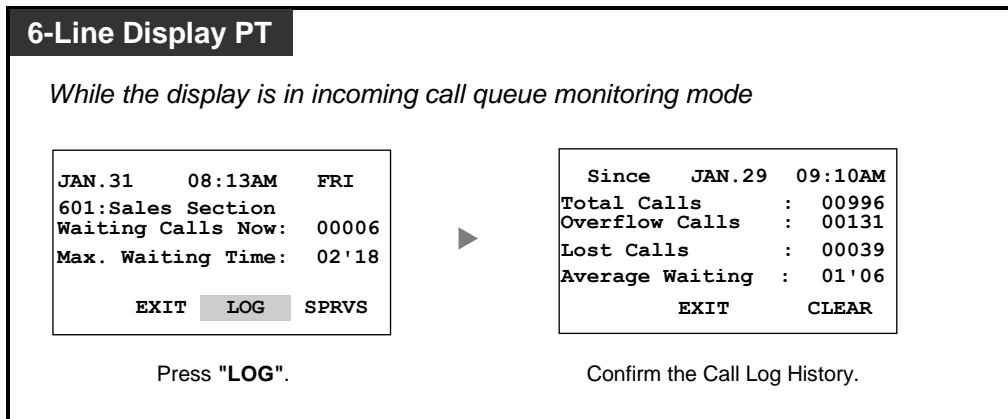 6-Line Display PT
While the display is in incoming call queue monitoring mode
JAN.31 08:13AM FRI
601:Sales Section
Waiting Calls Now: 00006
Max. Waiting Time: 02'18
EXIT LOG SPRVS
Press "LOG".
Since JAN.29 09:10AM
Total Calls : 00996
Overflow Calls : 00131
Lost Calls : 00039
Average Waiting : 01'06
EXIT CLEAR
Confirm the Call Log History.